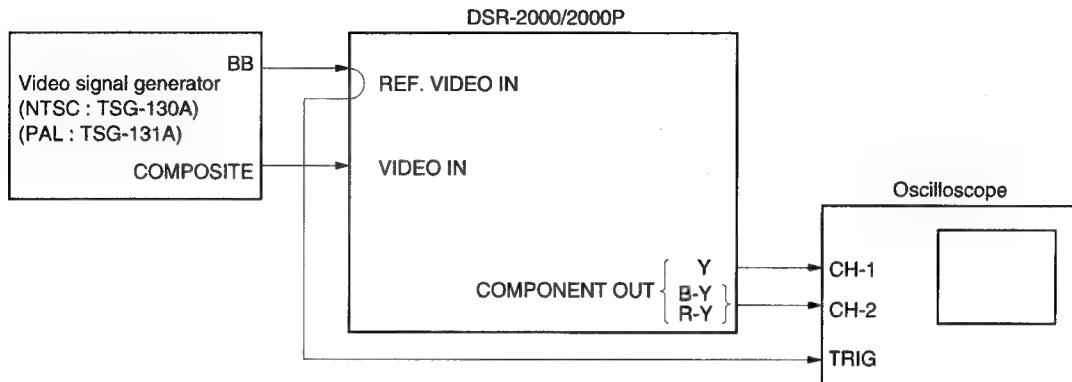 DSR-2000/2000P
BB
Video signal generator
(NTSC : TSG-130A)
(PAL : TSG-131A)
COMPOSITE
REF. VIDEO IN
VIDEO IN
COMPONENT OUT
Y
B-Y
R-Y
Oscilloscope
CH-1
CH-2
TRIG